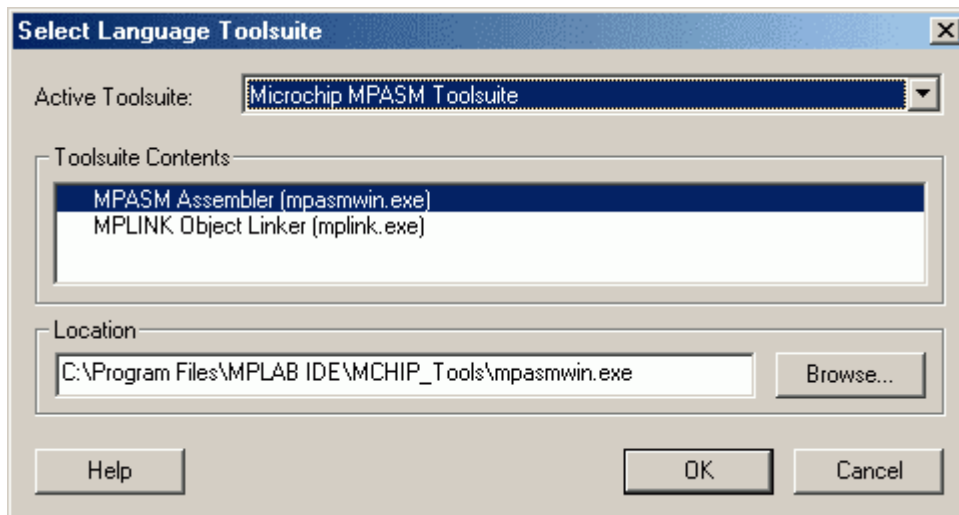 Select Language Toolsuite
Active Toolsuite: Microchip MPASM Toolsuite
Toolsuite Contents
MPASM Assembler (mpasmwin.exe)
MPLINK Object Linker (mplink.exe)
Location
C:\Program Files\MPLAB IDE\MCHIP_Tools\mpasmwin.exe Browse...
Help OK Cancel